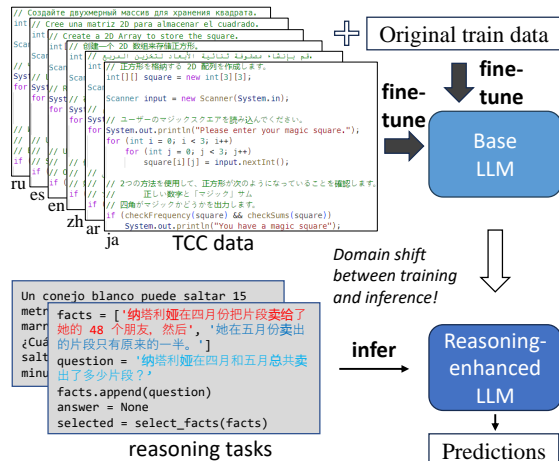 // Создайте двухмерный массив для хранения квадрата.
// Cree una matriz 2D para almacenar el cuadrado.
// Create a 2D Array to store the square.
// 创建一个 2D 数组来存储正方形。
// 正方形を格納する 2D 配列を作成します。
int[][] square = new int[3][3];
Scanner input = new Scanner(System.in);
// ユーザーのマジックスクエアを読み込んでください。
System.out.println("Please enter your magic square.");
for (int i = 0; i < 3; i++)
for (int j = 0; j < 3; j++)
square[i][j] = input.nextInt();
// 2つの方法を使用して、正方形が次のようになっていることを確認します。
// 正しい数字と「マジック」サム
// 四角がマジックかどうかを出力します。
if (checkFrequency(square) && checkSums(square))
System.out.println("You have a magic square")
ru
es
en
zh
ar
ja
TCC data
Original train data
fine-
tune
fine-
tune
Base
LLM
Domain shift
between training
and inference!
Un conejo blanco puede saltar 15
metr
marr
¿Cuá
salt
minu
facts = ['纳塔利娅在四月份把片段卖给了
她的 48 个朋友，然后', '她在五月份卖出
的片段只有原来的一半。']
question = '纳塔利娅在四月和五月总共卖
出了多少片段？'
facts.append(question)
answer = None
selected = select_facts(facts)
reasoning tasks
infer
Reasoning-
enhanced
LLM
Predictions